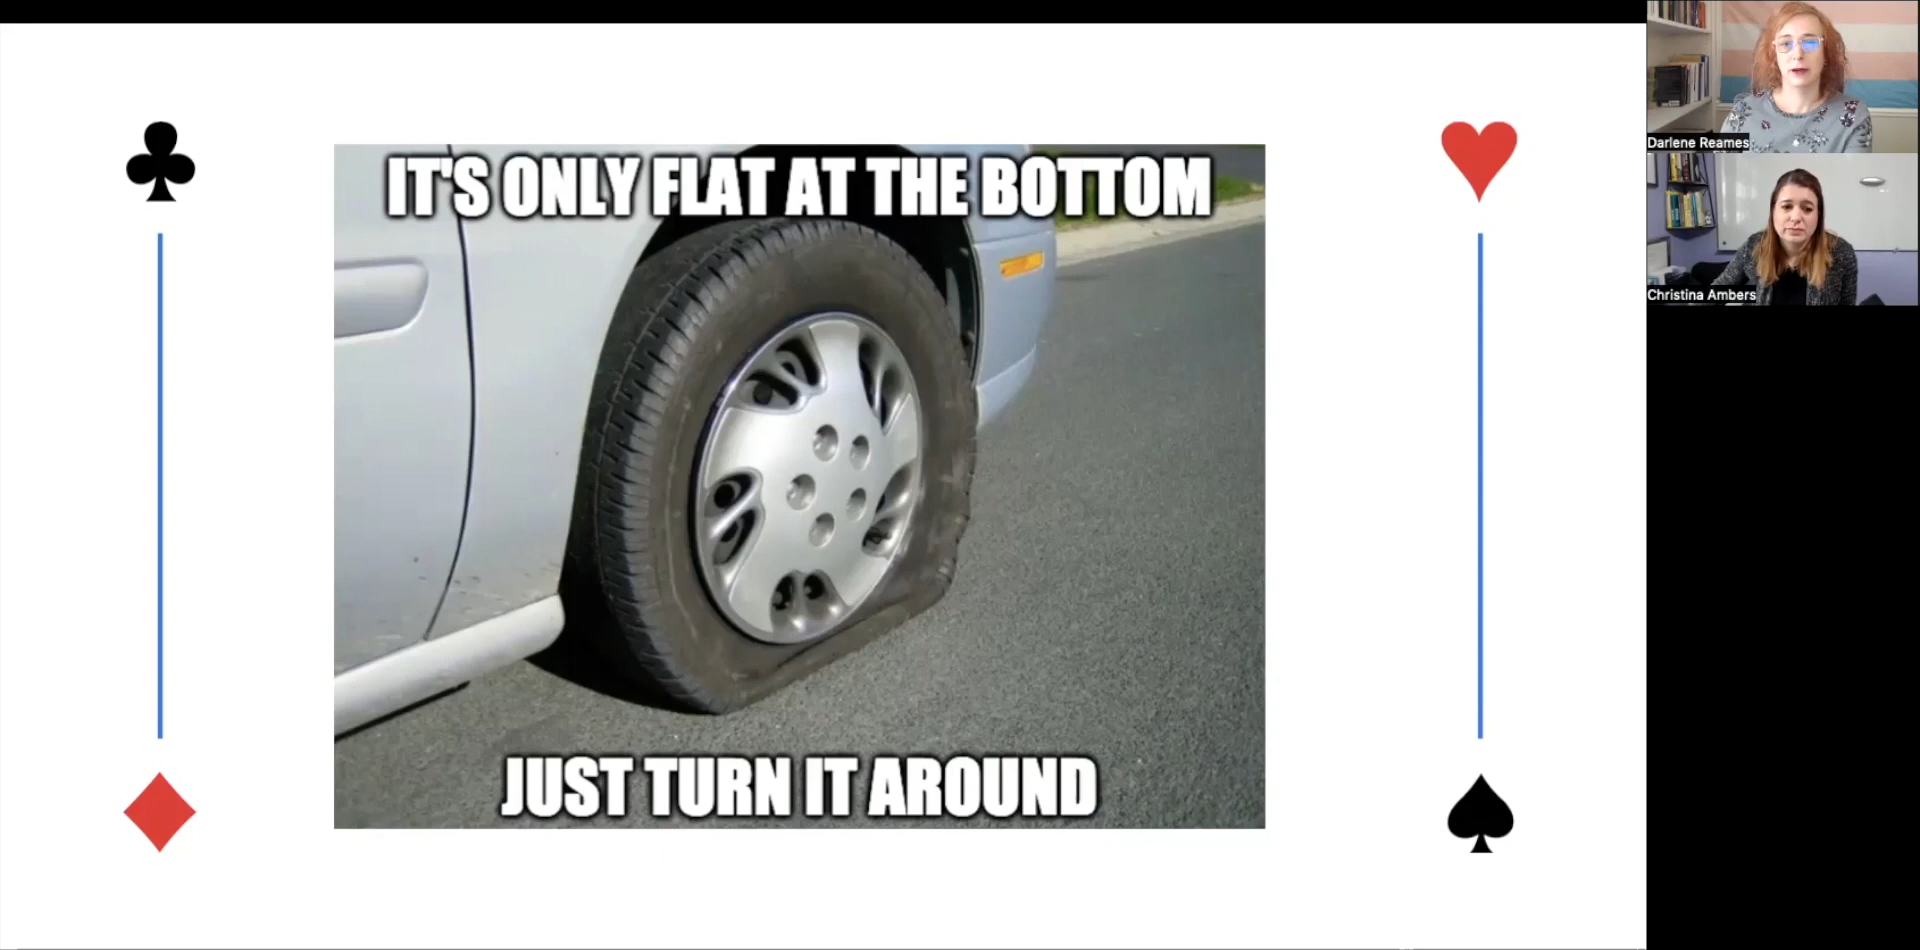 IT'S ONLY FLAT AT THE BOTTOM
JUST TURN IT AROUND
Darlene Reames
Christina Ambers